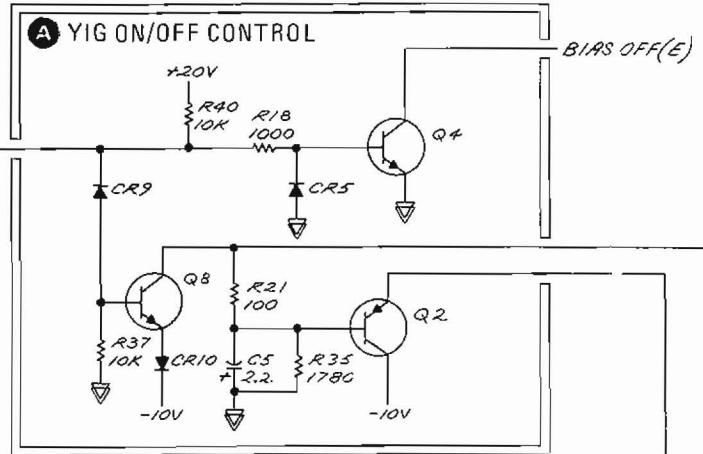 A YIG ON/OFF CONTROL
BIAS OFF(E)
+20V
R40
10K
R18
1000
Q4
CR9
CR5
Q8
R21
100
Q2
R37
10K
CR10
C5
2.2
+
R35
1780
-10V
-10V